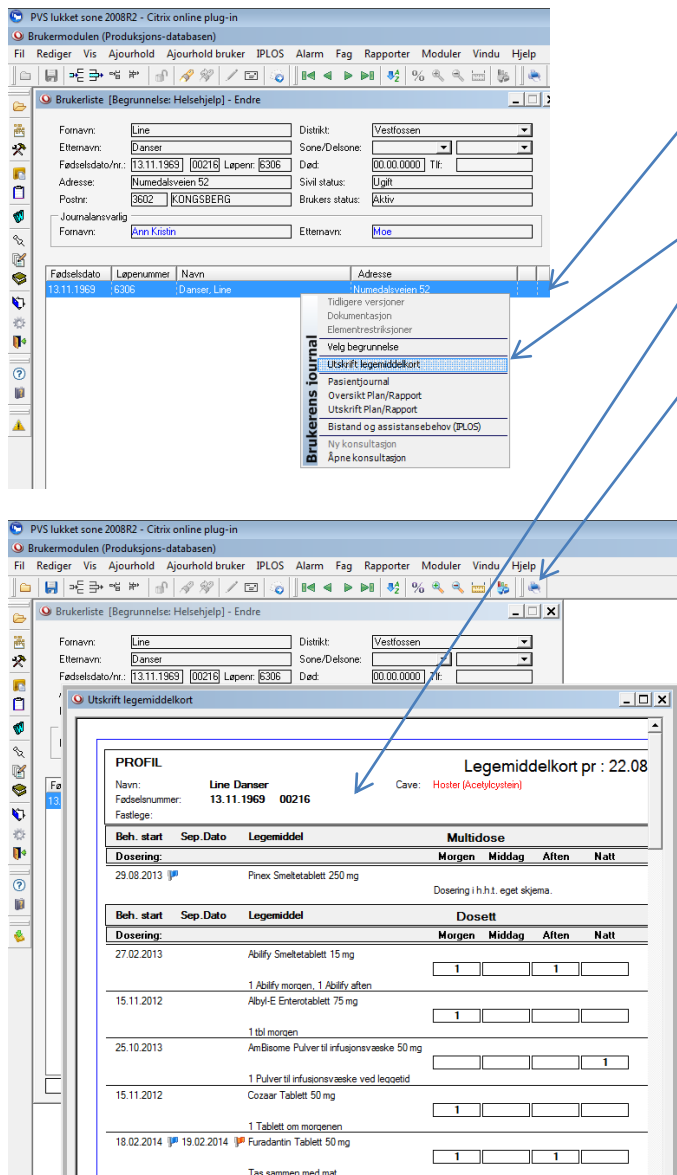 PVS lukket sone 2008R2 - Citrix online plug-in
Brukermodulen (Produksjons-databasen)
Fil Rediger Vis Ajourhold Ajourhold bruker IPLOS Alarm Fag Rapporter Moduler Vindu Hjelp
Brukerliste [Begrunnelse: Helsehjelp] - Endre
Fornavn: Line Distrikt: Vestfossen
Etternavn: Danser Sone/Delsone:
Fødselsdato/nr.: 13.11.1969 00216 Løpenr: 6306 Død: 00.00.0000 Tlf:
Adresse: Numedalsveien 52 Sivil status: Ugift
Postnr: 3602 KONGSBERG Brukers status: Aktiv
Journalansvarlig
Fornavn: Ann Kristin Etternavn: Moe
Fødselsdato Løpenummer Navn Adresse
13.11.1969 6306 Danser, Line Numedalsveien 52
Brukerens journal
Tidligere versjoner
Dokumentasjon
Elementrestriksjoner
Velg begrunnelse
Utskrift legemiddelkort
Pasientjournal
Oversikt Plan/Rapport
Utskrift Plan/Rapport
Bistand og assistansebehov (IPLOS)
Ny konsultasjon
Åpne konsultasjon
PVS lukket sone 2008R2 - Citrix online plug-in
Brukermodulen (Produksjons-databasen)
Fil Rediger Vis Ajourhold Ajourhold bruker IPLOS Alarm Fag Rapporter Moduler Vindu Hjelp
Brukerliste [Begrunnelse: Helsehjelp] - Endre
Fornavn: Line Distrikt: Vestfossen
Etternavn: Danser Sone/Delsone:
Fødselsdato/nr.: 13.11.1969 00216 Løpenr: 6306 Død: 00.00.0000 Tlf:
Utskrift legemiddelkort
PROFIL Legemiddelkort pr : 22.08
Navn: Line Danser Cave: Hoster (Acetylcystein)
Fødselsnummer: 13.11.1969 00216
Fastlege:
Beh. start Sep.Dato Legemiddel Multidose
Dosering: Morgen Middag Aften Natt
29.08.2013 Pinex Smeltetablett 250 mg
Dosering i h.h.t. eget skjema.
Beh. start Sep.Dato Legemiddel Dosett
Dosering: Morgen Middag Aften Natt
27.02.2013 Abilify Smeltetablett 15 mg
1 1
1 Abilify morgen, 1 Abilify aften
15.11.2012 Albyl-E Enterotablett 75 mg
1
1 tbl morgen
25.10.2013 AmBisome Pulver til infusjonsvæske 50 mg
1
1 Pulver til infusjonsvæske ved leggetid
15.11.2012 Cozaar Tablett 50 mg
1
1 Tablett om morgenen
18.02.2014 19.02.2014 Furadantin Tablett 50 mg
1 1
Tas sammen med mat